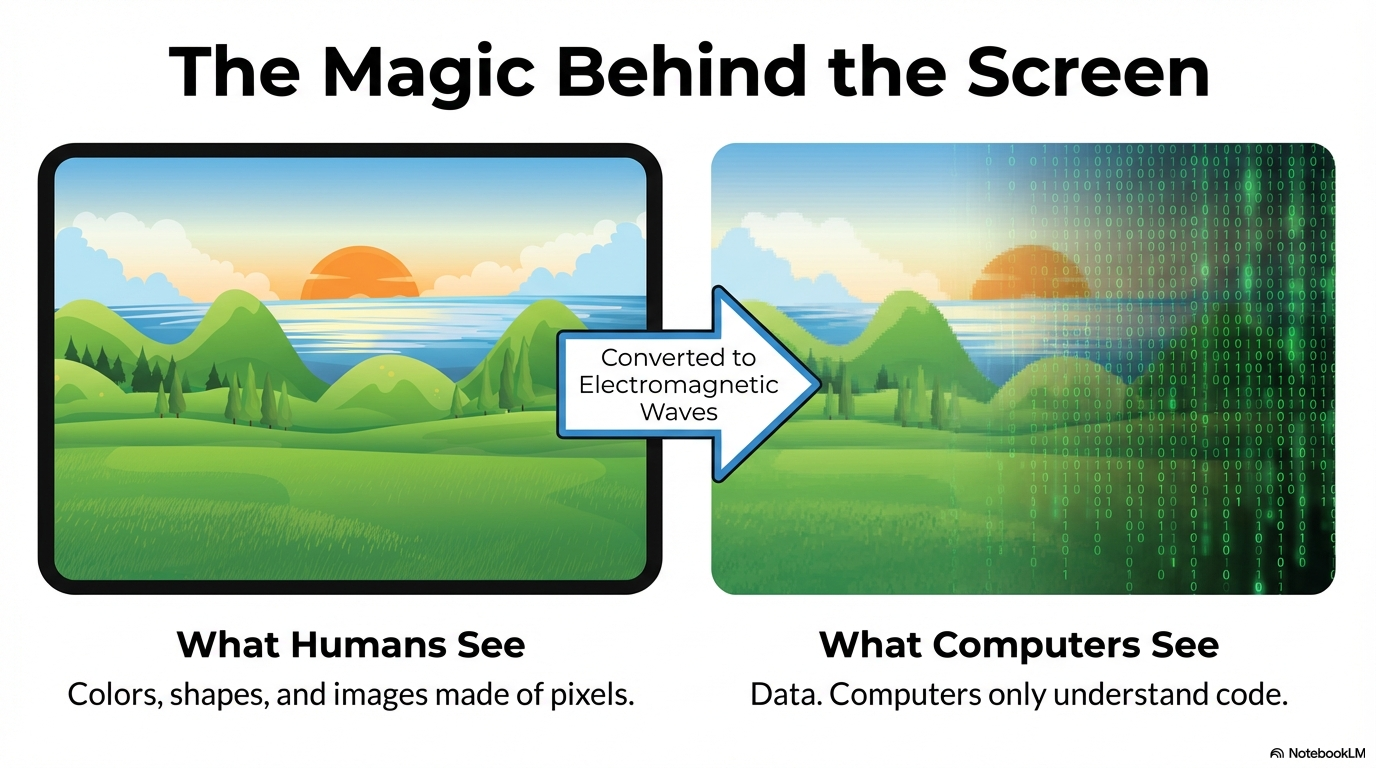 The Magic Behind the Screen
Converted to
Electromagnetic
Waves
What Humans See
Colors, shapes, and images made of pixels.
What Computers See
Data. Computers only understand code.
NotebookLM